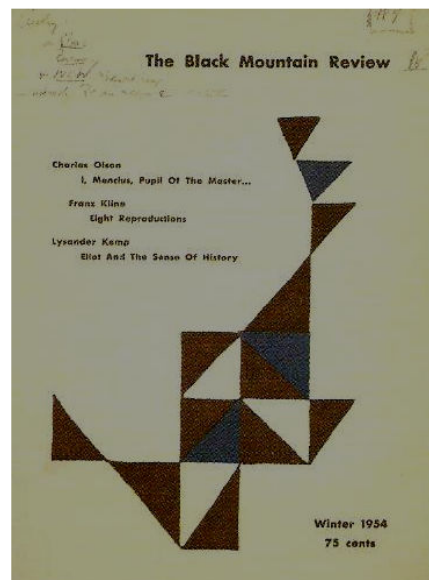 The Black Mountain Review
Charles Olson
I, Mencius, Pupil Of The Master...
Franz Kline
Eight Reproductions
Lysander Kemp
Eliot And The Sense Of History
Winter 1954
75 cents